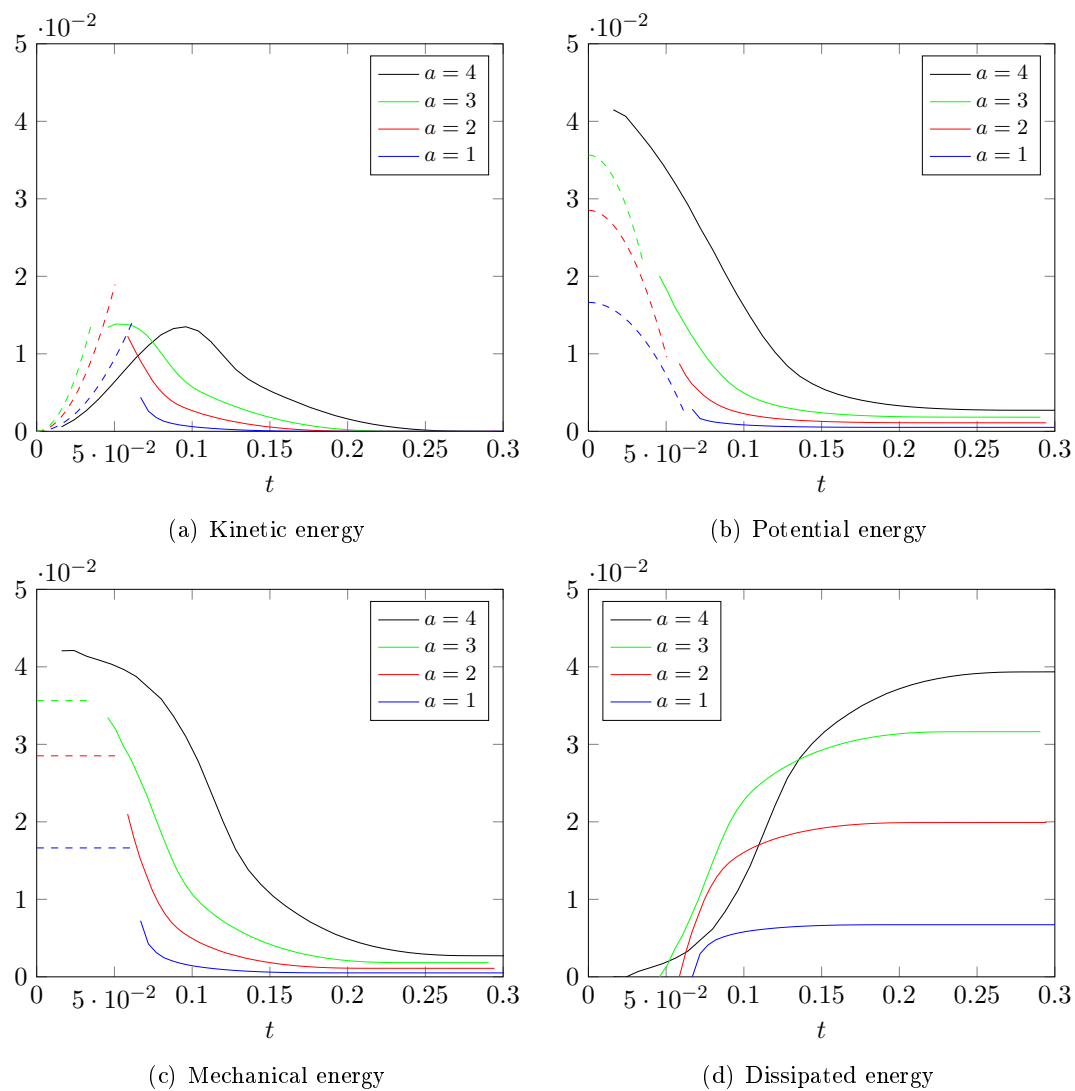 ·10⁻²
5
4
3
2
1
0
0 5 · 10⁻² 0.1 0.15 0.2 0.25 0.3
t
a = 4
a = 3
a = 2
a = 1
(a) Kinetic energy
·10⁻²
5
4
3
2
1
0
0 5 · 10⁻² 0.1 0.15 0.2 0.25 0.3
t
a = 4
a = 3
a = 2
a = 1
(b) Potential energy
·10⁻²
5
4
3
2
1
0
0 5 · 10⁻² 0.1 0.15 0.2 0.25 0.3
t
a = 4
a = 3
a = 2
a = 1
(c) Mechanical energy
·10⁻²
5
4
3
2
1
0
0 5 · 10⁻² 0.1 0.15 0.2 0.25 0.3
t
a = 4
a = 3
a = 2
a = 1
(d) Dissipated energy